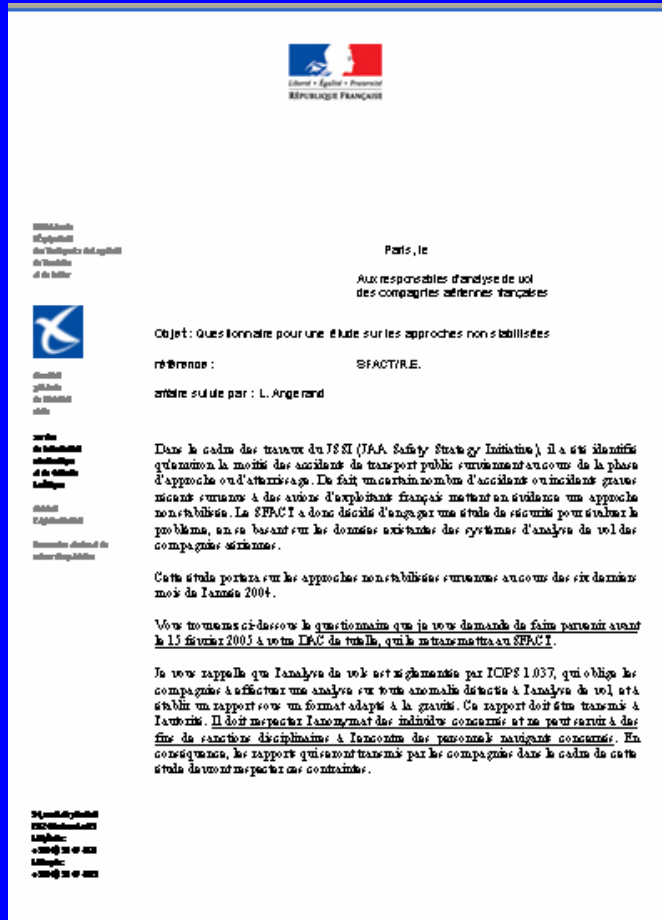 Liberté • Égalité • Fraternité
RÉPUBLIQUE FRANÇAISE
Paris, le
Aux responsables d'analyse de vol
des compagnies aériennes françaises
Objet : Questionnaire pour une étude sur les approches non stabilisées
référence : SFACT/R.E.
affaire suivie par : L. Angerand
Dans le cadre des travaux du JSSI (JAA Safety Strategy Initiative), il a été identifié
qu'environ la moitié des accidents de transport public surviennent au cours de la phase
d'approche ou d'atterrissage. De fait, un certain nombre d'accidents ou incidents graves
récents survenus à des avions d'exploitants français mettent en évidence une approche
non stabilisée. Le SFACT a donc décidé d'engager une étude de sécurité pour évaluer le
problème, en se basant sur les données existantes des systèmes d'analyse de vol des
compagnies aériennes.
Cette étude portera sur les approches non stabilisées survenues au cours des six derniers
mois de l'année 2004.
Vous trouverez ci-dessous le questionnaire que je vous demande de faire parvenir avant
le 15 février 2005 à votre DAC de tutelle, qui le retransmettra au SFACT.
Je vous rappelle que l'analyse de vols est réglementée par l'OPS 1.037, qui oblige les
compagnies à effectuer une analyse sur toute anomalie détectée à l'analyse de vol, et à
établir un rapport sous un format adapté à la gravité. Ce rapport doit être transmis à
l'autorité. Il doit respecter l'anonymat des individus concernés et ne peut servir à des
fins de sanctions disciplinaires à l'encontre des personnels navigants concernés. En
conséquence, les rapports qui seront transmis par les compagnies dans le cadre de cette
étude devront respecter ces contraintes.